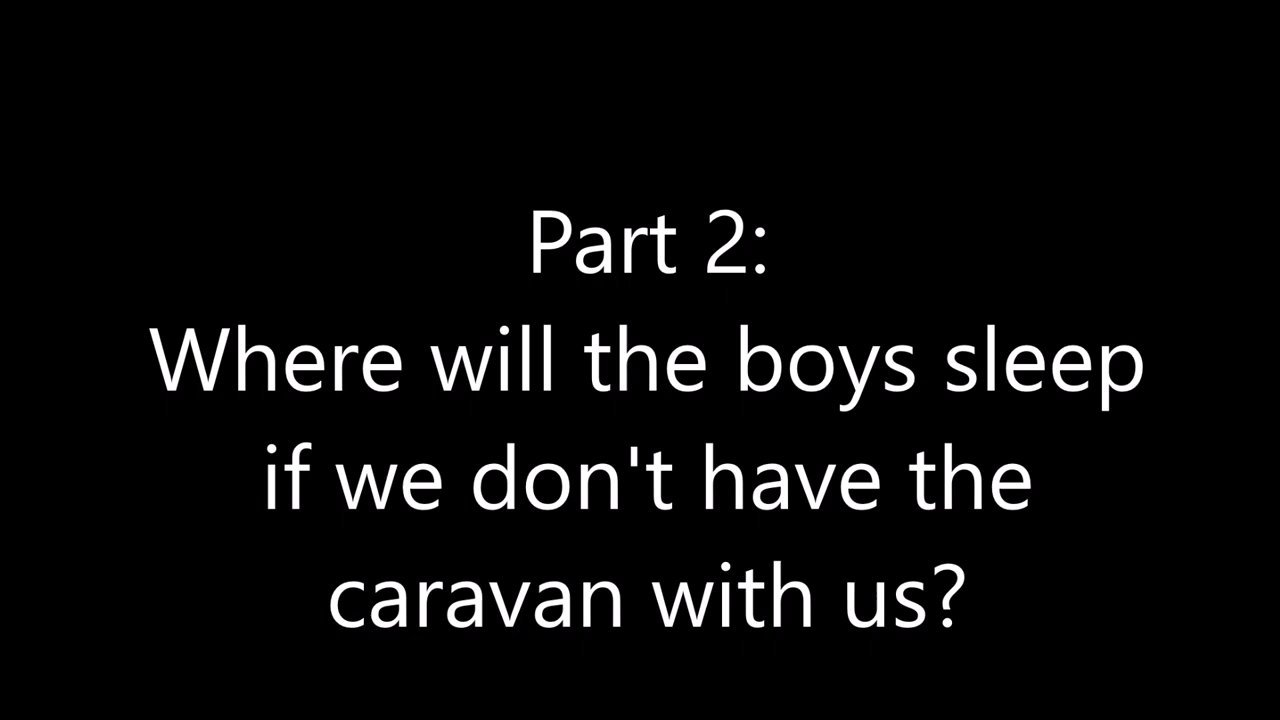 Part 2:
Where will the boys sleep
if we don't have the
caravan with us?